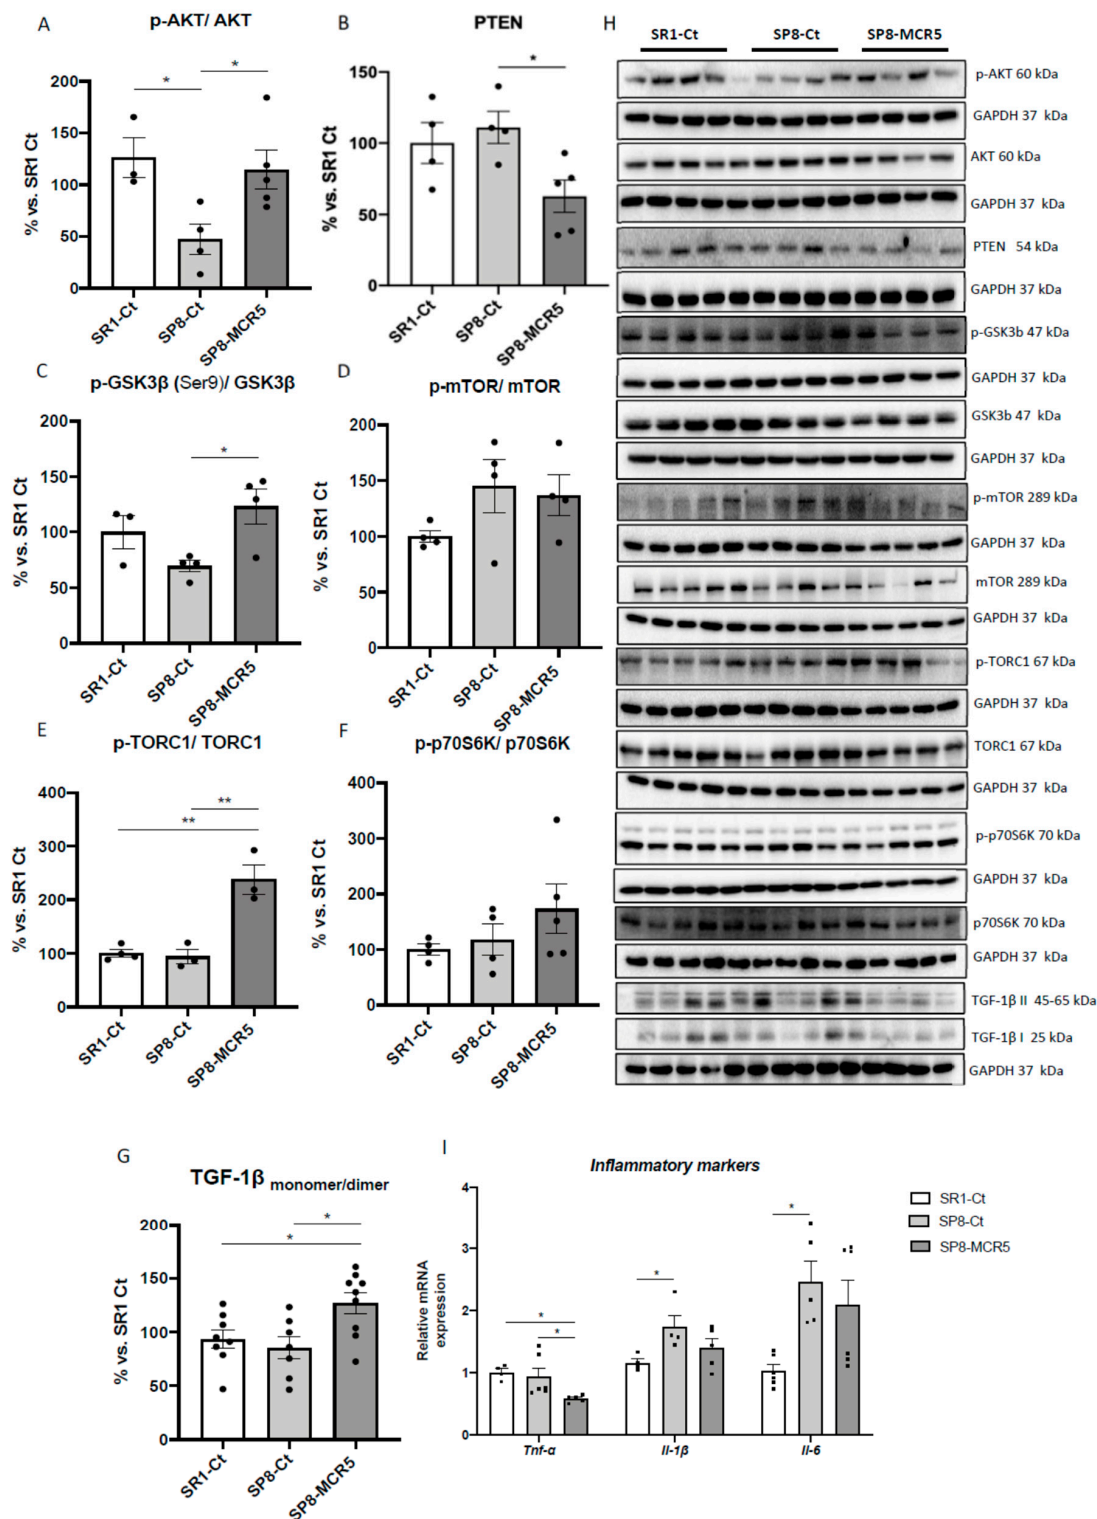 A
p-AKT/ AKT
% vs. SR1 Ct
200
150
100
50
0
*
*
SR1-Ct
SP8-Ct
SP8-MCR5
B
PTEN
% vs. SR1 Ct
150
100
50
0
*
SR1-Ct
SP8-Ct
SP8-MCR5
C
p-GSK3β (Ser9)/ GSK3β
% vs. SR1 Ct
200
150
100
50
0
*
SR1-Ct
SP8-Ct
SP8-MCR5
D
p-mTOR/ mTOR
% vs. SR1 Ct
200
150
100
50
0
SR1-Ct
SP8-Ct
SP8-MCR5
E
p-TORC1/ TORC1
% vs. SR1 Ct
400
300
200
100
0
**
**
SR1-Ct
SP8-Ct
SP8-MCR5
F
p-p70S6K/ p70S6K
% vs. SR1 Ct
400
300
200
100
0
SR1-Ct
SP8-Ct
SP8-MCR5
H
SR1-Ct SP8-Ct SP8-MCR5
p-AKT 60 kDa
GAPDH 37 kDa
AKT 60 kDa
GAPDH 37 kDa
PTEN 54 kDa
GAPDH 37 kDa
p-GSK3b 47 kDa
GAPDH 37 kDa
GSK3b 47 kDa
GAPDH 37 kDa
p-mTOR 289 kDa
GAPDH 37 kDa
mTOR 289 kDa
GAPDH 37 kDa
p-TORC1 67 kDa
GAPDH 37 kDa
TORC1 67 kDa
GAPDH 37 kDa
p-p70S6K 70 kDa
GAPDH 37 kDa
p70S6K 70 kDa
GAPDH 37 kDa
TGF-1β II 45-65 kDa
TGF-1β I 25 kDa
GAPDH 37 kDa
G
TGF-1β monomer/dimer
% vs. SR1 Ct
200
150
100
50
0
*
*
SR1-Ct
SP8-Ct
SP8-MCR5
I
Inflammatory markers
Relative mRNA
expression
4
3
2
1
0
*
*
*
*
Tnf-α
Il-1β
Il-6
SR1-Ct
SP8-Ct
SP8-MCR5